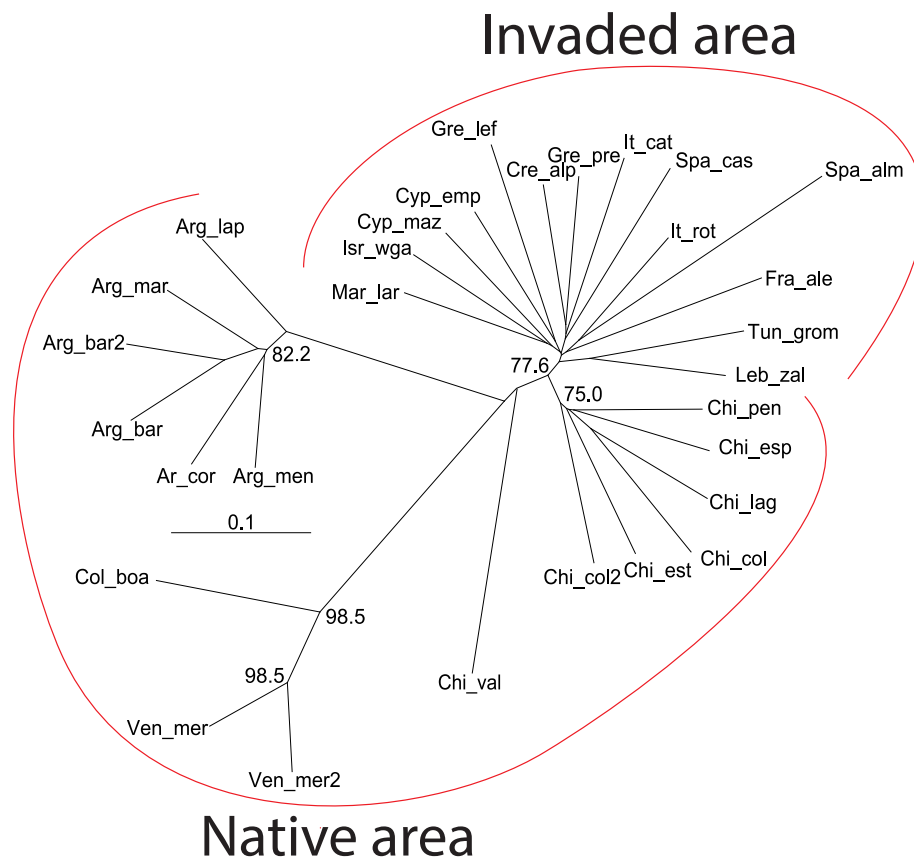 Invaded area
Gre_lef
Cre_alp
Gre_pre
It_cat
Spa_cas
Spa_alm
Cyp_emp
Cyp_maz
Isr_wga
Mar_lar
It_rot
Fra_ale
Tun_grom
Leb_zal
Arg_lap
Arg_mar
Arg_bar2
82.2
77.6
75.0
Chi_pen
Arg_bar
Ar_cor
Arg_men
Chi_esp
Chi_lag
0.1
Chi_col
Chi_est
Chi_col2
Col_boa
98.5
98.5
Chi_val
Ven_mer
Ven_mer2
Native area